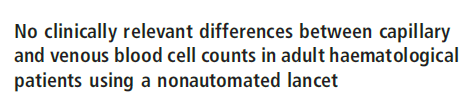 No clinically relevant differences between capillary
and venous blood cell counts in adult haematological
patients using a nonautomated lancet